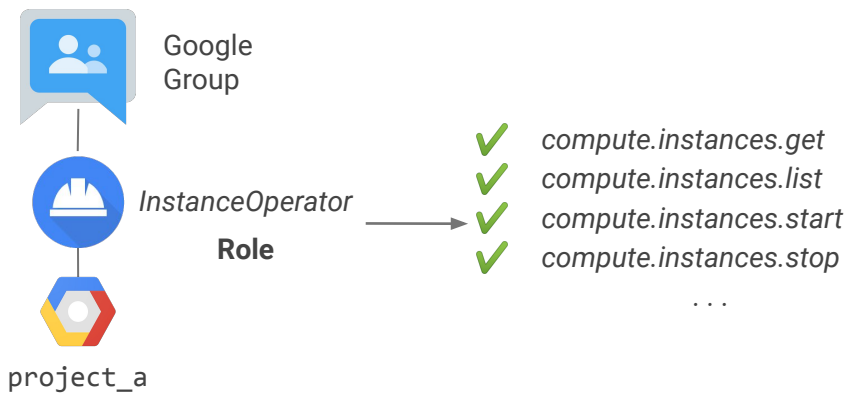 Google
Group
InstanceOperator
Role
compute.instances.get
compute.instances.list
compute.instances.start
compute.instances.stop
. . .
project_a